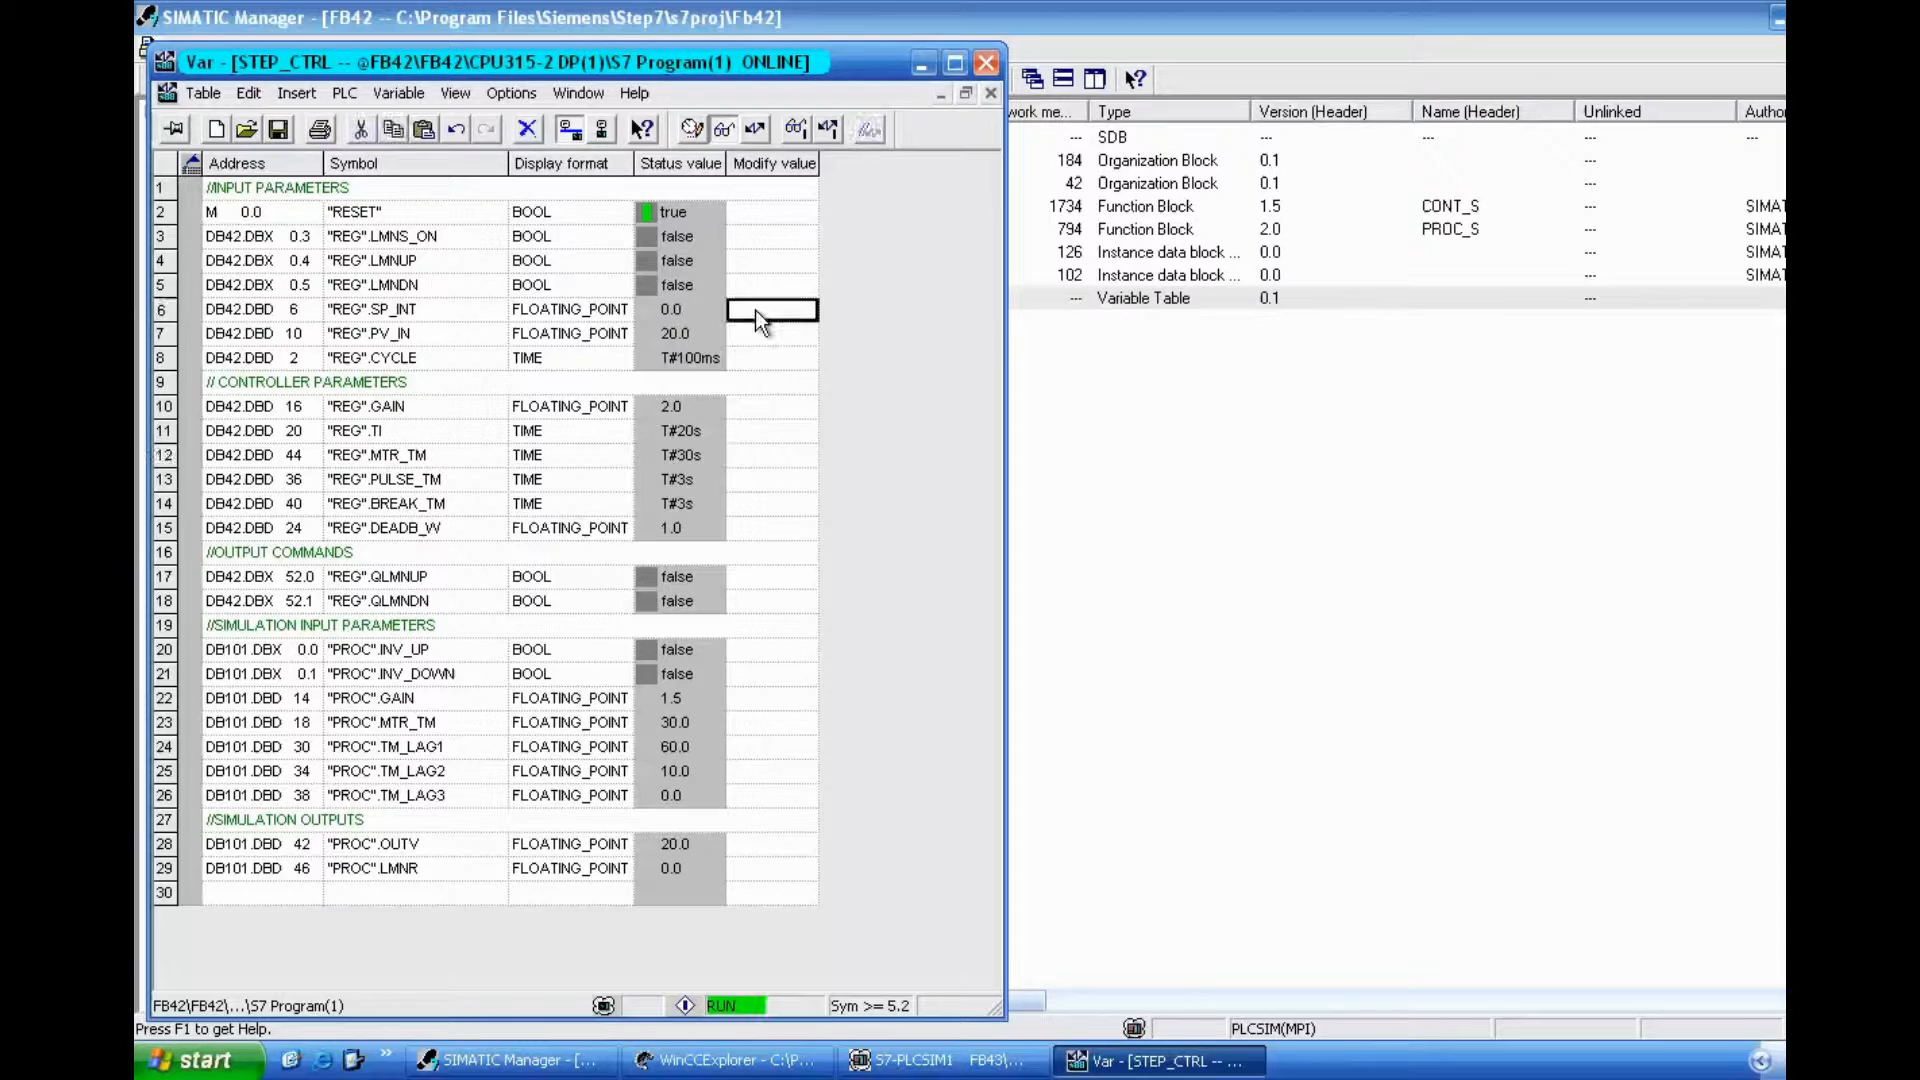 SIMATIC Manager - [FB42 -- C:\Program Files\Siemens\Step7\s7proj\Fb42]
Var - [STEP_CTRL -- @FB42\FB42\CPU315-2 DP(1)\S7 Program(1) ONLINE]
Table Edit Insert PLC Variable View Options Window Help
Address Symbol Display format Status value Modify value
1 //INPUT PARAMETERS
2 M 0.0 "RESET" BOOL true
3 DB42.DBX 0.3 "REG".LMNS_ON BOOL false
4 DB42.DBX 0.4 "REG".LMNUP BOOL false
5 DB42.DBX 0.5 "REG".LMNDN BOOL false
6 DB42.DBD 6 "REG".SP_INT FLOATING_POINT 0.0
7 DB42.DBD 10 "REG".PV_IN FLOATING_POINT 20.0
8 DB42.DBD 2 "REG".CYCLE TIME T#100ms
9 // CONTROLLER PARAMETERS
10 DB42.DBD 16 "REG".GAIN FLOATING_POINT 2.0
11 DB42.DBD 20 "REG".TI TIME T#20s
12 DB42.DBD 44 "REG".MTR_TM TIME T#30s
13 DB42.DBD 36 "REG".PULSE_TM TIME T#3s
14 DB42.DBD 40 "REG".BREAK_TM TIME T#3s
15 DB42.DBD 24 "REG".DEADB_W FLOATING_POINT 1.0
16 //OUTPUT COMMANDS
17 DB42.DBX 52.0 "REG".QLMNUP BOOL false
18 DB42.DBX 52.1 "REG".QLMNDN BOOL false
19 //SIMULATION INPUT PARAMETERS
20 DB101.DBX 0.0 "PROC".INV_UP BOOL false
21 DB101.DBX 0.1 "PROC".INV_DOWN BOOL false
22 DB101.DBD 14 "PROC".GAIN FLOATING_POINT 1.5
23 DB101.DBD 18 "PROC".MTR_TM FLOATING_POINT 30.0
24 DB101.DBD 30 "PROC".TM_LAG1 FLOATING_POINT 60.0
25 DB101.DBD 34 "PROC".TM_LAG2 FLOATING_POINT 10.0
26 DB101.DBD 38 "PROC".TM_LAG3 FLOATING_POINT 0.0
27 //SIMULATION OUTPUTS
28 DB101.DBD 42 "PROC".OUTV FLOATING_POINT 20.0
29 DB101.DBD 46 "PROC".LMNR FLOATING_POINT 0.0
30
FB42\FB42\...\S7 Program(1) RUN Sym >= 5.2
work me... Type Version (Header) Name (Header) Unlinked Autho
--- SDB --- --- --- ---
184 Organization Block 0.1 ---
42 Organization Block 0.1 ---
1734 Function Block 1.5 CONT_S --- SIMAT
794 Function Block 2.0 PROC_S --- SIMAT
126 Instance data block ... 0.0 --- SIMAT
102 Instance data block ... 0.0 --- SIMAT
--- Variable Table 0.1 ---
Press F1 to get Help. PLCSIM(MPI)
start SIMATIC Manager - [... WinCCExplorer - C:\P... S7-PLCSIM1 FB43\... Var - [STEP_CTRL -- ...